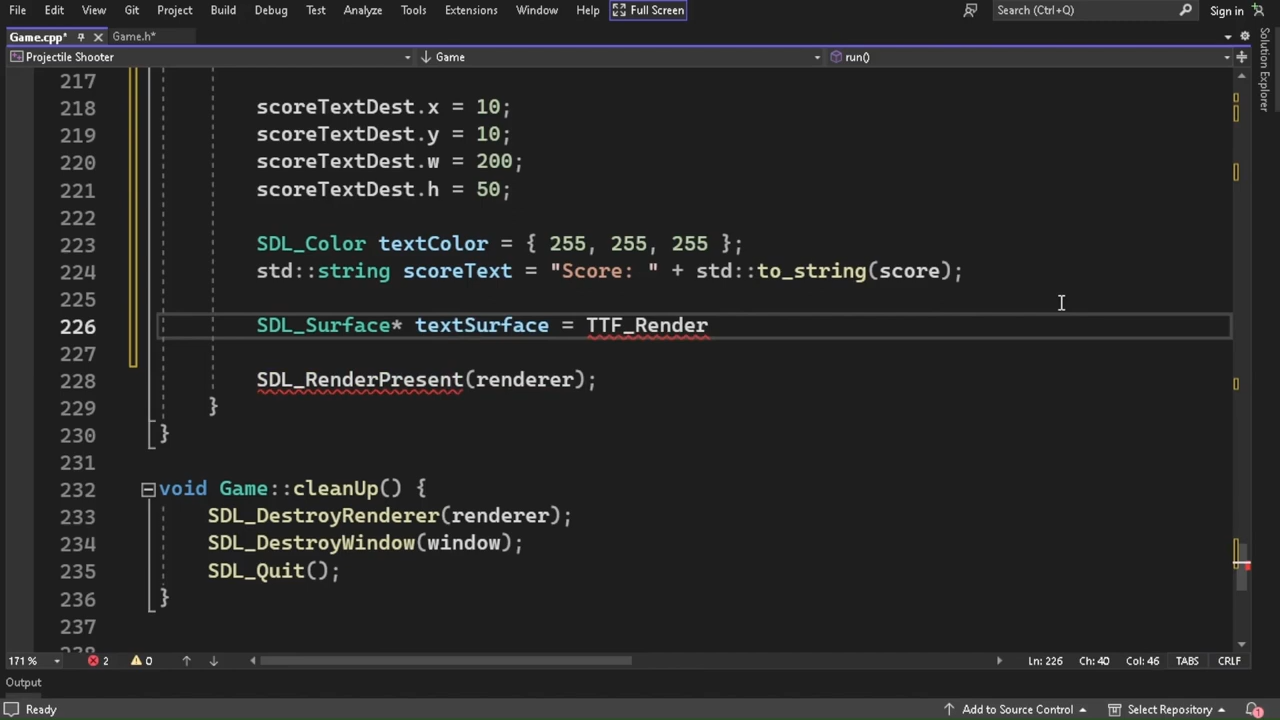 File Edit View Git Project Build Debug Test Analyze Tools Extensions Window Help Full Screen Search (Ctrl+Q) Sign in
Game.cpp* Game.h*
Projectile Shooter Game run()
Solution Explorer
217
218 scoreTextDest.x = 10;
219 scoreTextDest.y = 10;
220 scoreTextDest.w = 200;
221 scoreTextDest.h = 50;
222
223 SDL_Color textColor = { 255, 255, 255 };
224 std::string scoreText = "Score: " + std::to_string(score);
225
226 SDL_Surface* textSurface = TTF_Render
227
228 SDL_RenderPresent(renderer);
229 }
230 }
231
232 void Game::cleanUp() {
233 SDL_DestroyRenderer(renderer);
234 SDL_DestroyWindow(window);
235 SDL_Quit();
236 }
237
171 % 2 0 Ln: 226 Ch: 40 Col: 46 TABS CRLF
Output
Ready Add to Source Control Select Repository 1